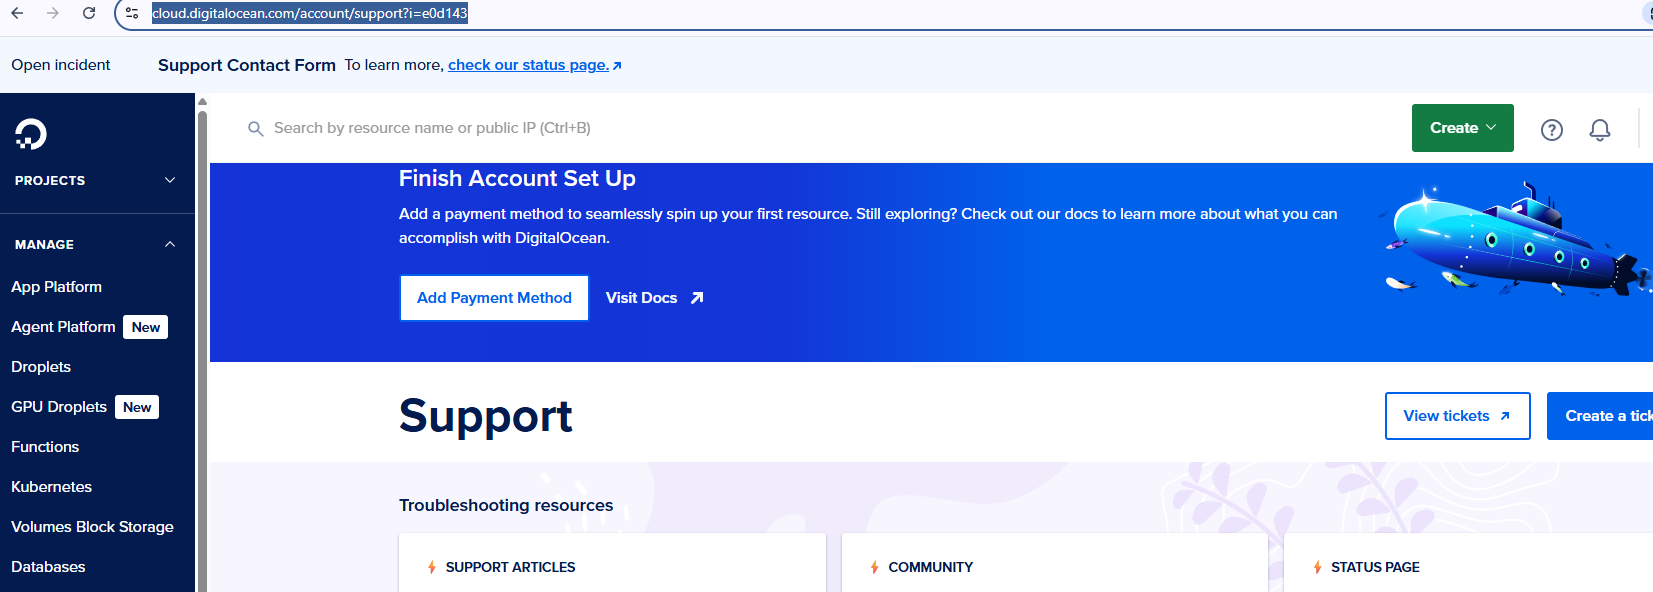 cloud.digitalocean.com/account/support?i=e0d143
Open incident Support Contact Form To learn more, check our status page.
Search by resource name or public IP (Ctrl+B)
Create
PROJECTS
MANAGE
App Platform
Agent Platform New
Droplets
GPU Droplets New
Functions
Kubernetes
Volumes Block Storage
Databases
Finish Account Set Up
Add a payment method to seamlessly spin up your first resource. Still exploring? Check out our docs to learn more about what you can
accomplish with DigitalOcean.
Add Payment Method Visit Docs
Support
View tickets Create a tick
Troubleshooting resources
SUPPORT ARTICLES COMMUNITY STATUS PAGE